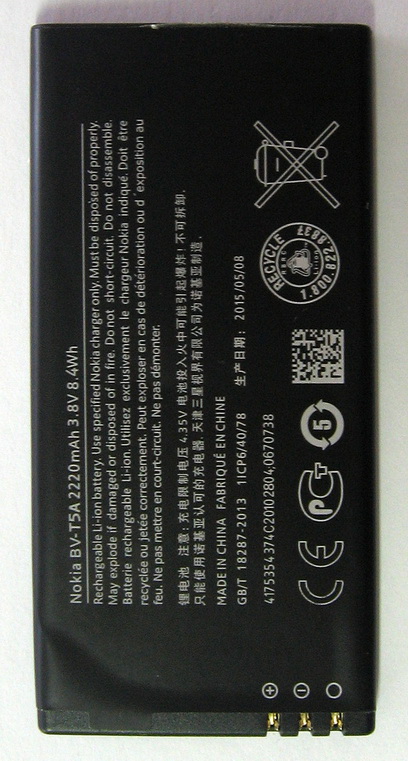 Nokia BV-T5A 2220mAh 3.8V 8.4Wh
Rechargeable Li-ion battery. Use specified Nokia charger only. Must be disposed of properly.
May explode if damaged or disposed of in fire. Do not short-circuit. Do not disassemble.
Batterie rechargeable Li-ion. Utilisez exclusivement le chargeur Nokia indiqué. Doit être
recyclée ou jetée correctement. Peut exploser en cas de détérioration ou d'exposition au
feu. Ne pas mettre en court-circuit. Ne pas démonter.
锂电池 注意: 充电限制电压 4.35V 电池投入火中可能引起爆炸! 不可拆卸.
只能使用诺基亚认可的充电器. 天津三星视界有限公司为诺基亚制造.
MADE IN CHINA FABRIQUÉ EN CHINE
GB/T 18287-2013 1ICP6/40/78 生产日期: 2015/05/08
4175354374C20D2804,0670738
CE PCT 5 RECYCLE 1.800.822.8837
RBRC Li-ion
+ −